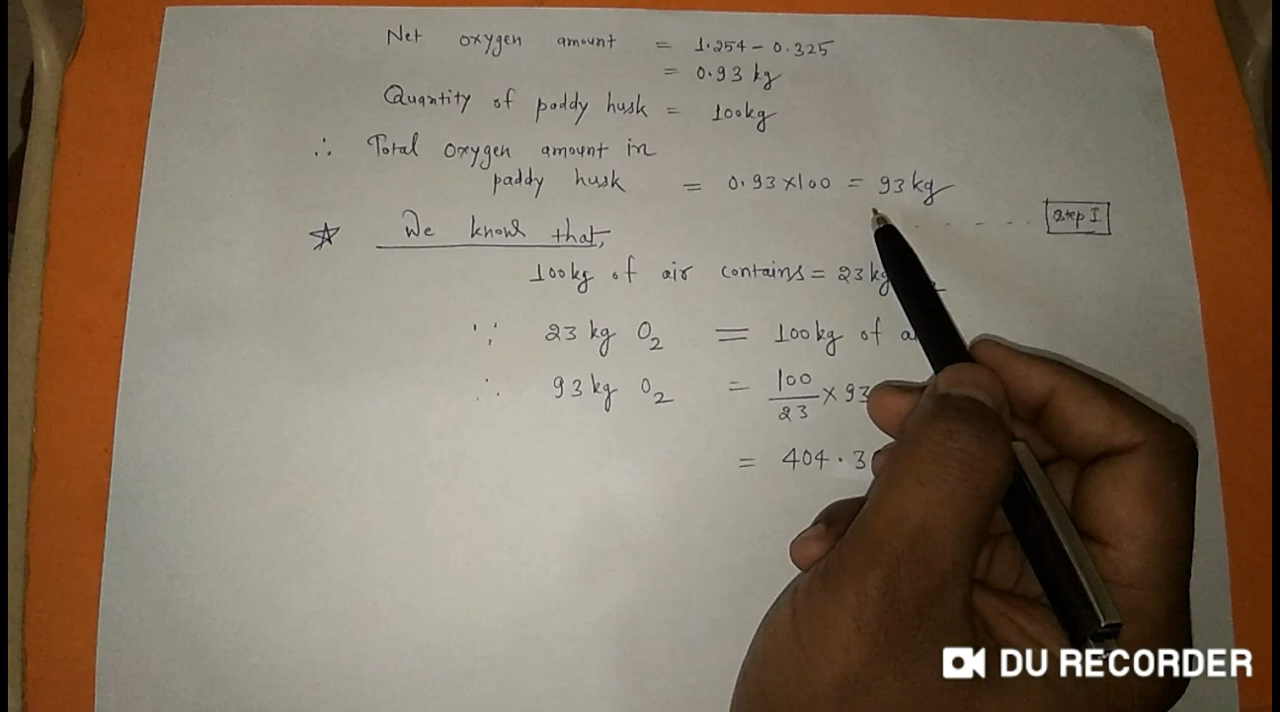 Net oxygen amount = 1.254 - 0.325
= 0.93 kg
Quantity of paddy husk = 100kg
∴ Total oxygen amount in
paddy husk = 0.93 × 100 = 93 kg
Step I
☆ We know that,
100kg of air contains = 23 kg
∵ 23 kg O₂ = 100kg of
∴ 93 kg O₂ = 100/23 × 93
= 404.3
DU RECORDER